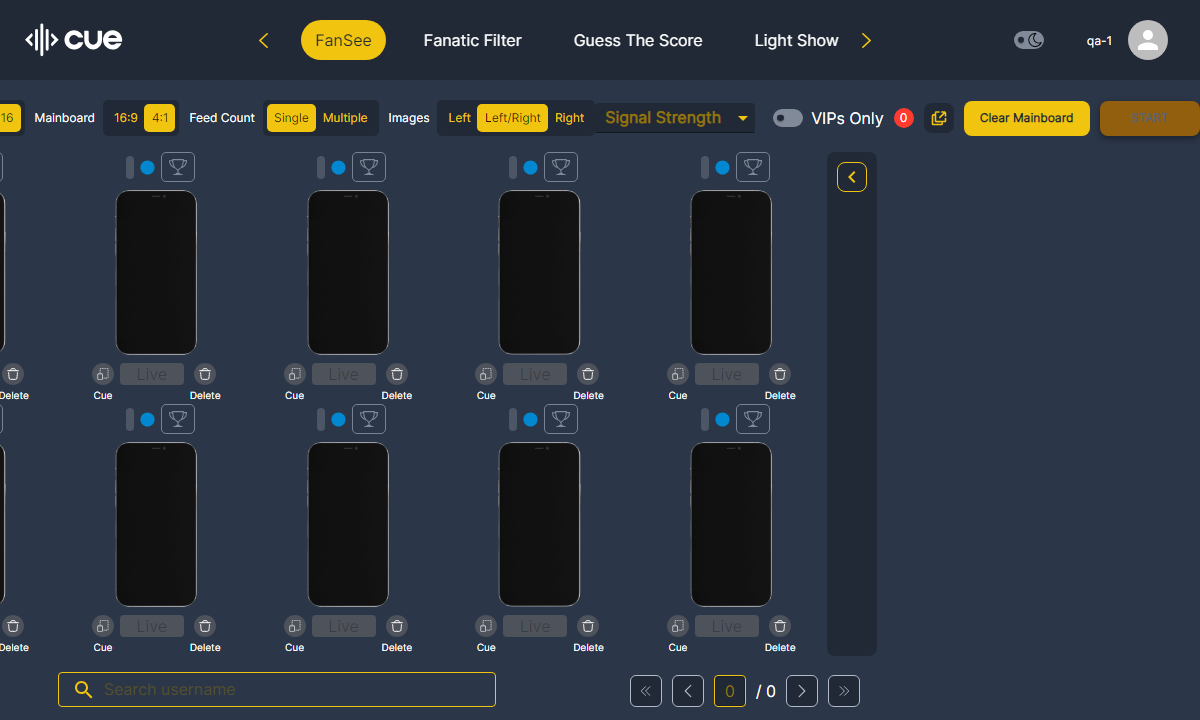 cue
FanSee
Fanatic Filter
Guess The Score
Light Show
qa-1
16
Mainboard
16:9
4:1
Feed Count
Single
Multiple
Images
Left
Left/Right
Right
Signal Strength
VIPs Only
0
Clear Mainboard
START
Delete
Cue
Live
Delete
Cue
Live
Delete
Cue
Live
Delete
Cue
Live
Delete
Delete
Cue
Live
Delete
Cue
Live
Delete
Cue
Live
Delete
Cue
Live
Delete
Search username
0
/ 0